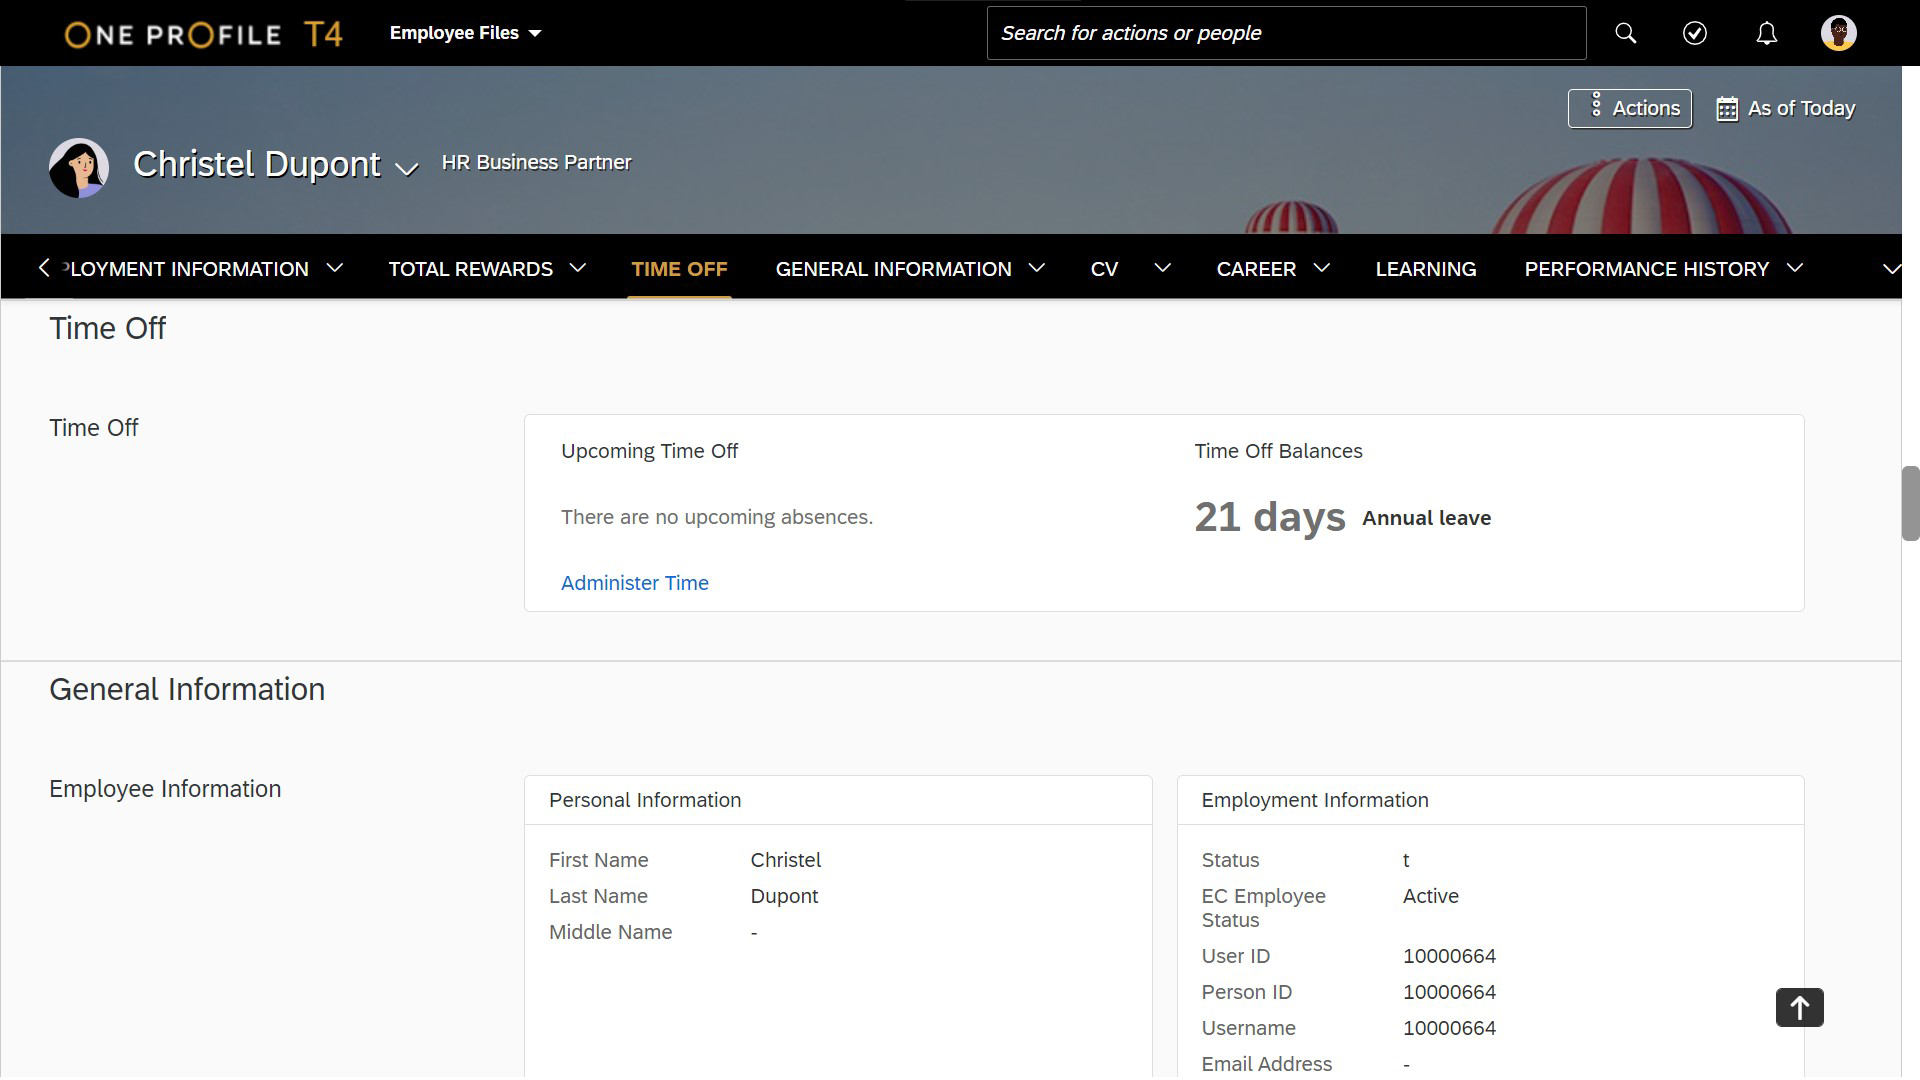 ONE PROFILE T4
Employee Files
Search for actions or people
Actions
As of Today
Christel Dupont
HR Business Partner
PLOYMENT INFORMATION
TOTAL REWARDS
TIME OFF
GENERAL INFORMATION
CV
CAREER
LEARNING
PERFORMANCE HISTORY
Time Off
Time Off
Upcoming Time Off
Time Off Balances
There are no upcoming absences.
21 days Annual leave
Administer Time
General Information
Employee Information
Personal Information
Employment Information
First Name Christel
Last Name Dupont
Middle Name -
Status t
EC Employee Status Active
User ID 10000664
Person ID 10000664
Username 10000664
Email Address -